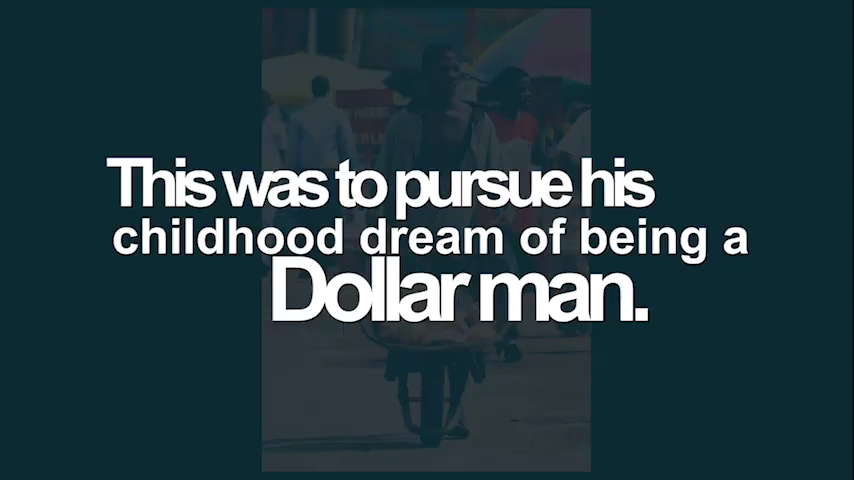 This was to pursue his
childhood dream of being a
Dollar man.